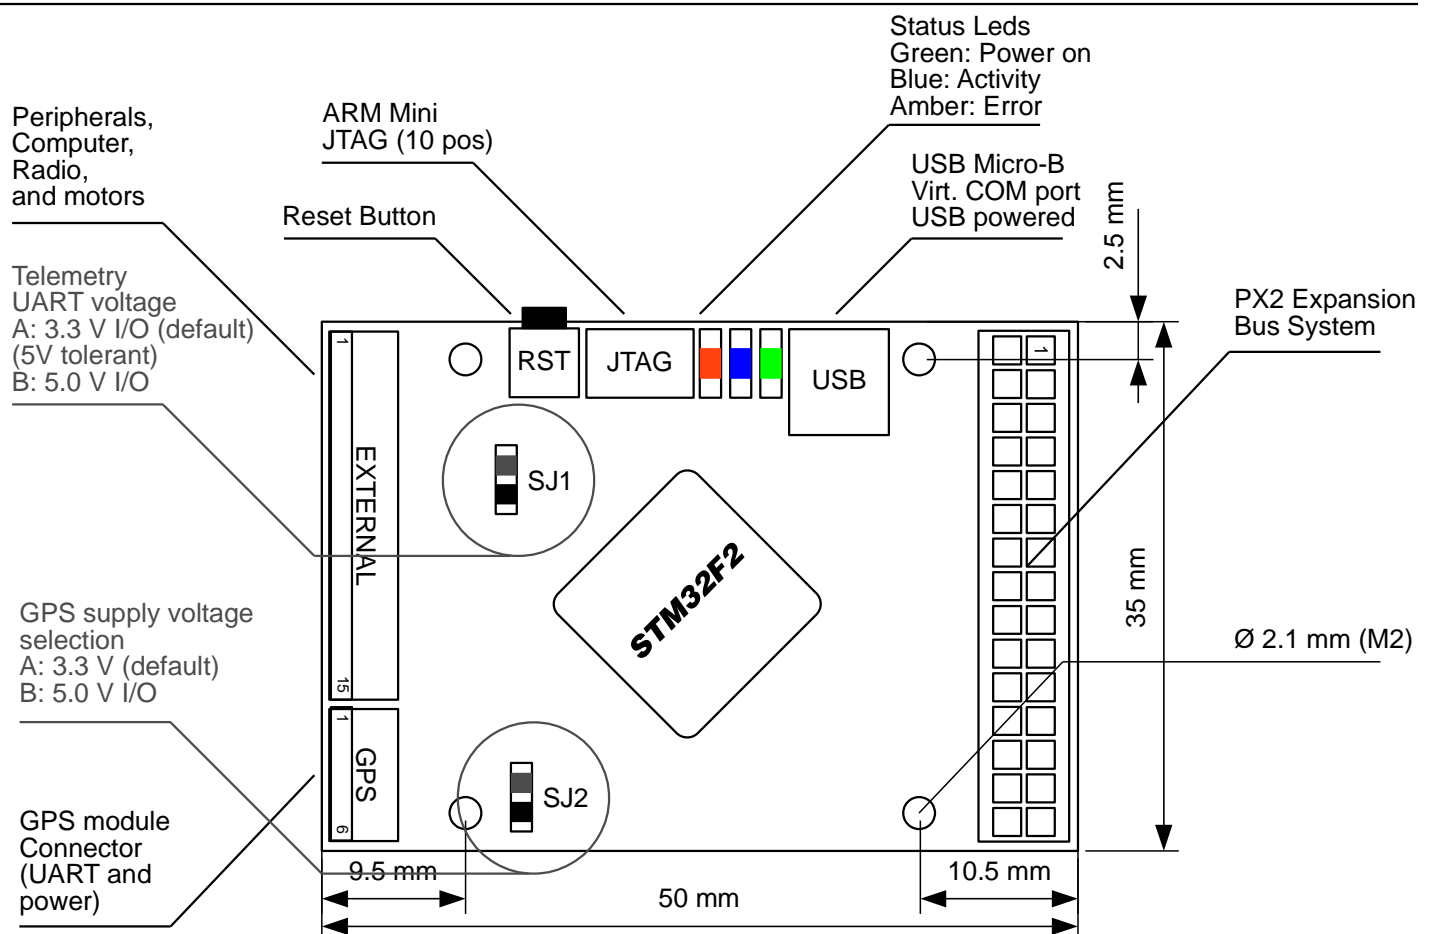 Status Leds
Green: Power on
Blue: Activity
Amber: Error
Peripherals,
Computer,
Radio,
and motors
ARM Mini
JTAG (10 pos)
USB Micro-B
Virt. COM port
USB powered
Reset Button
2.5 mm
Telemetry
UART voltage
A: 3.3 V I/O (default)
(5V tolerant)
B: 5.0 V I/O
PX2 Expansion
Bus System
1
RST
JTAG
USB
1
EXTERNAL
15
SJ1
STM32F2
35 mm
GPS supply voltage
selection
A: 3.3 V (default)
B: 5.0 V I/O
Ø 2.1 mm (M2)
1
GPS
6
SJ2
GPS module
Connector
(UART and
power)
9.5 mm
50 mm
10.5 mm